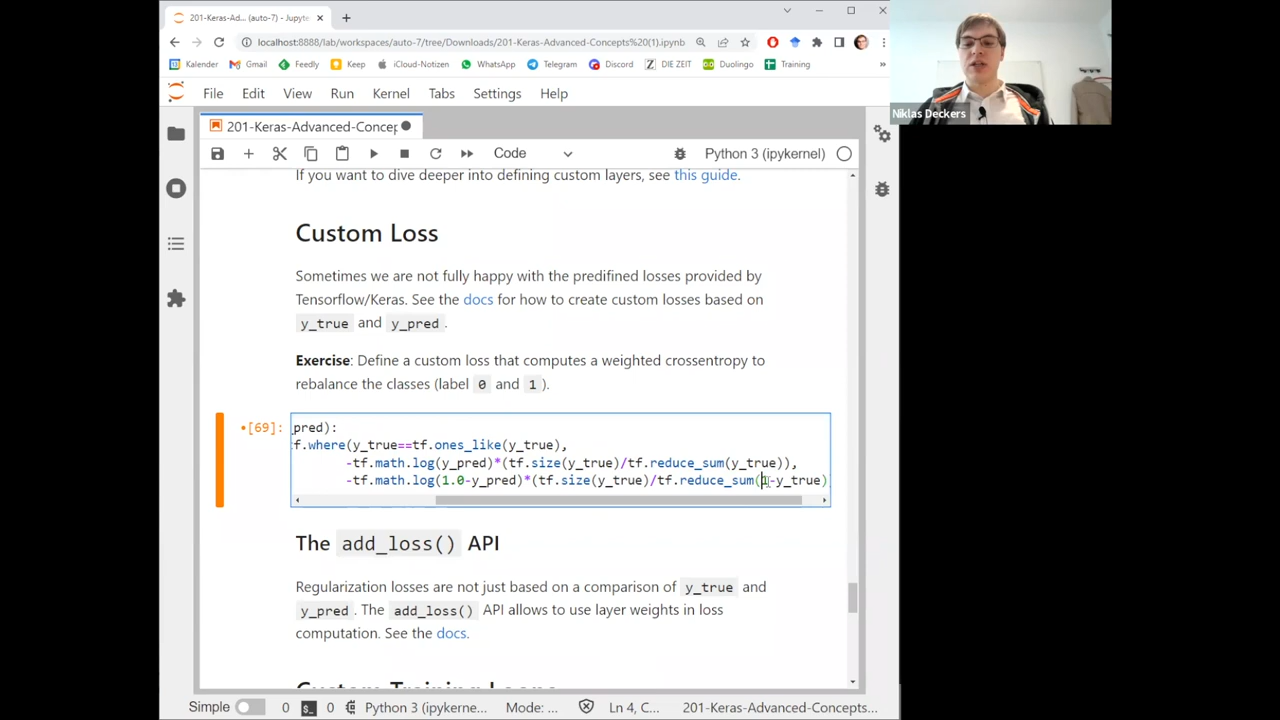 201-Keras-Ad... (auto-7) - Jupyte
localhost:8888/lab/workspaces/auto-7/tree/Downloads/201-Keras-Advanced-Concepts%20(1).ipynb
Kalender Gmail Feedly Keep iCloud-Notizen WhatsApp Telegram Discord DIE ZEIT Duolingo Training
Niklas Deckers
File Edit View Run Kernel Tabs Settings Help
201-Keras-Advanced-Concep
Code Python 3 (ipykernel)
If you want to dive deeper into defining custom layers, see this guide.
Custom Loss
Sometimes we are not fully happy with the predifined losses provided by
Tensorflow/Keras. See the docs for how to create custom losses based on
y_true and y_pred .
Exercise: Define a custom loss that computes a weighted crossentropy to
rebalance the classes (label 0 and 1 ).
[69]: _pred):
f.where(y_true==tf.ones_like(y_true),
-tf.math.log(y_pred)*(tf.size(y_true)/tf.reduce_sum(y_true)),
-tf.math.log(1.0-y_pred)*(tf.size(y_true)/tf.reduce_sum(1-y_true)
The add_loss() API
Regularization losses are not just based on a comparison of y_true and
y_pred . The add_loss() API allows to use layer weights in loss
computation. See the docs.
Custom Training Loops
Simple 0 0 Python 3 (ipykerne... Mode: ... Ln 4, C... 201-Keras-Advanced-Concepts...